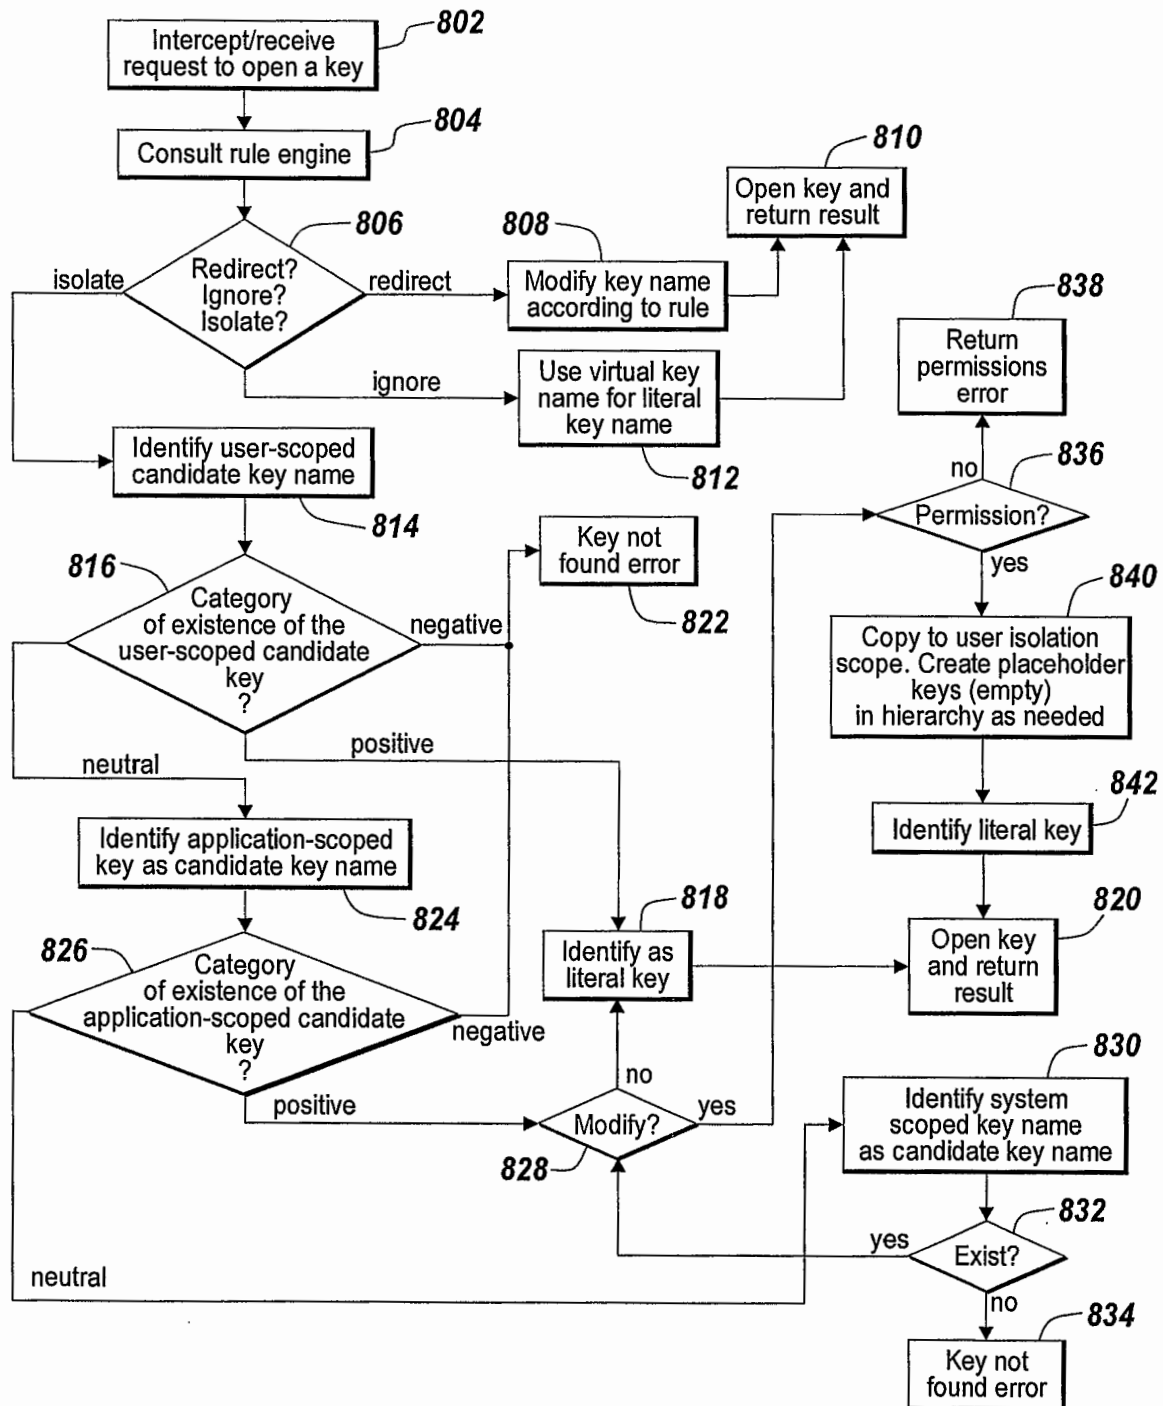 802
Intercept/receive
request to open a key
804
Consult rule engine
806
Redirect?
Ignore?
Isolate?
isolate
redirect
ignore
808
Modify key name
according to rule
810
Open key and
return result
Use virtual key
name for literal
key name
812
Identify user-scoped
candidate key name
814
816
Category
of existence of the
user-scoped candidate
key
?
negative
positive
neutral
Key not
found error
822
838
Return
permissions
error
no
836
Permission?
yes
840
Copy to user isolation
scope. Create placeholder
keys (empty)
in hierarchy as needed
842
Identify literal key
Identify application-scoped
key as candidate key name
824
826
Category
of existence of the
application-scoped candidate
key
?
negative
positive
neutral
818
Identify as
literal key
820
Open key
and return
result
no
Modify?
yes
828
830
Identify system
scoped key name
as candidate key name
832
Exist?
yes
no
834
Key not
found error